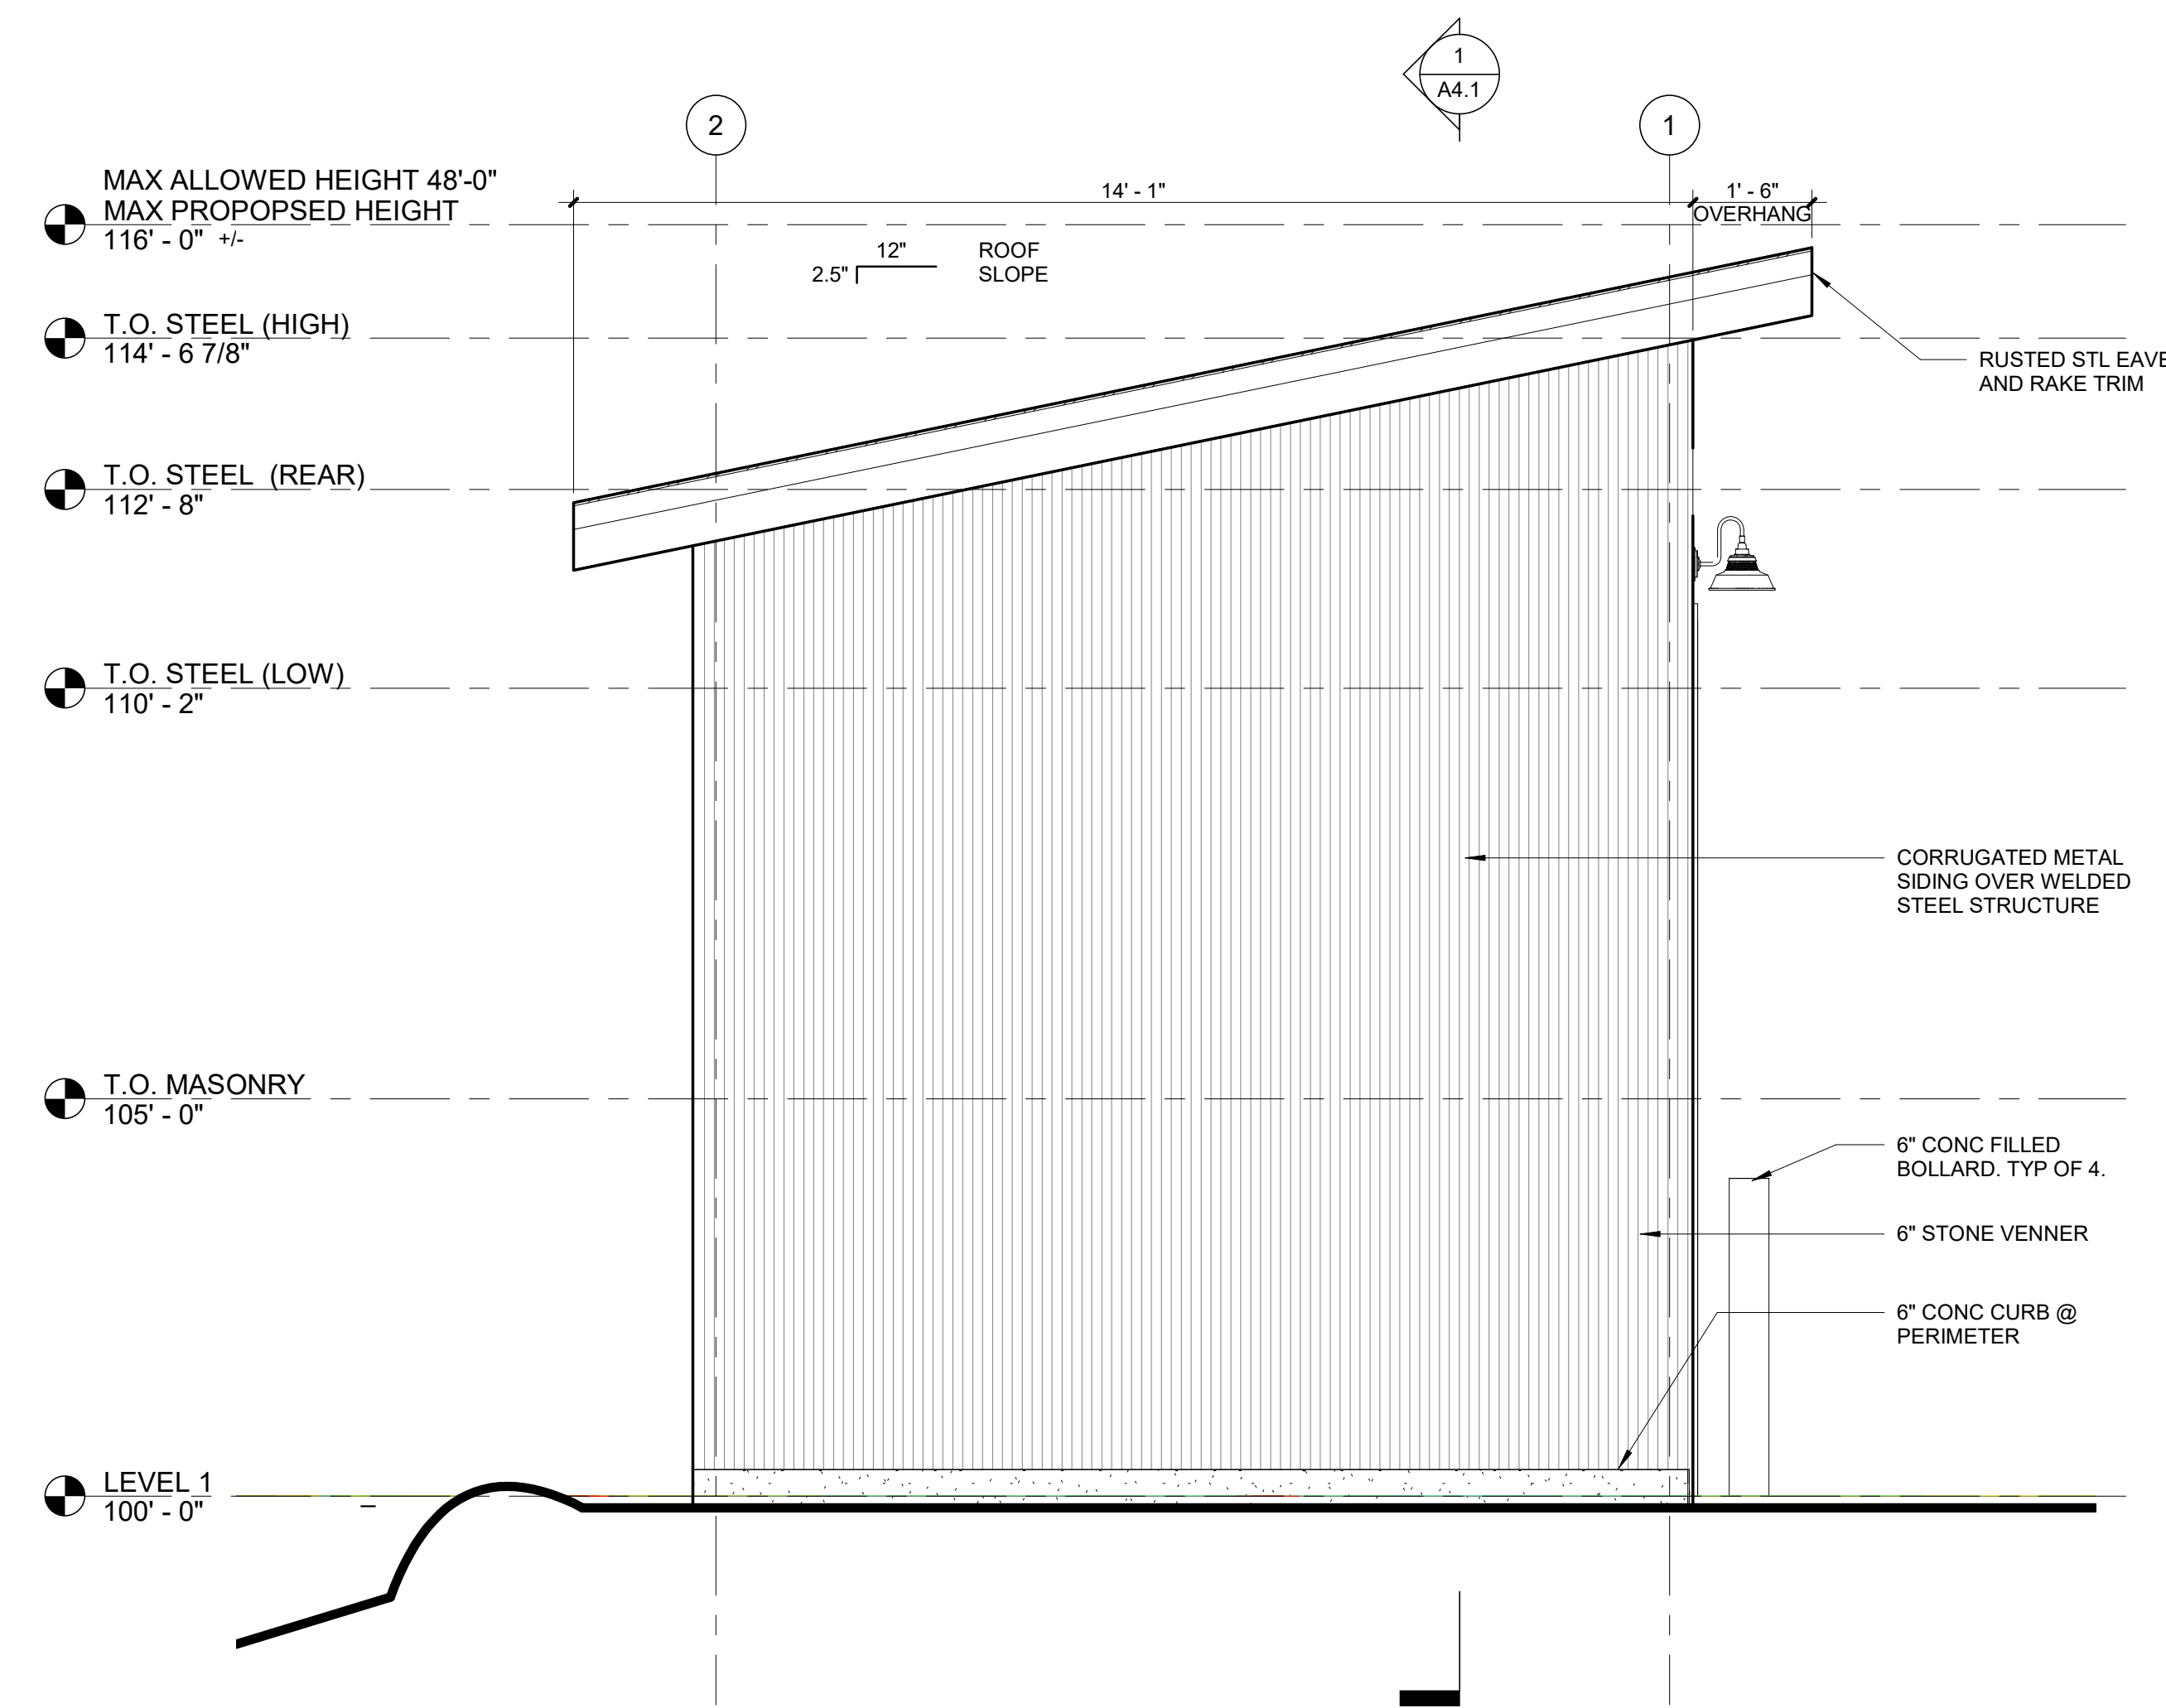 1
A4.1
2
1
MAX ALLOWED HEIGHT 48'-0"
MAX PROPOPSED HEIGHT
116' - 0" +/-
14' - 1"
1' - 6"
OVERHANG
12"
2.5"
ROOF
SLOPE
T.O. STEEL (HIGH)
114' - 6 7/8"
RUSTED STL EAVE
AND RAKE TRIM
T.O. STEEL (REAR)
112' - 8"
T.O. STEEL (LOW)
110' - 2"
CORRUGATED METAL
SIDING OVER WELDED
STEEL STRUCTURE
T.O. MASONRY
105' - 0"
6" CONC FILLED
BOLLARD. TYP OF 4.
6" STONE VENNER
6" CONC CURB @
PERIMETER
LEVEL 1
100' - 0"